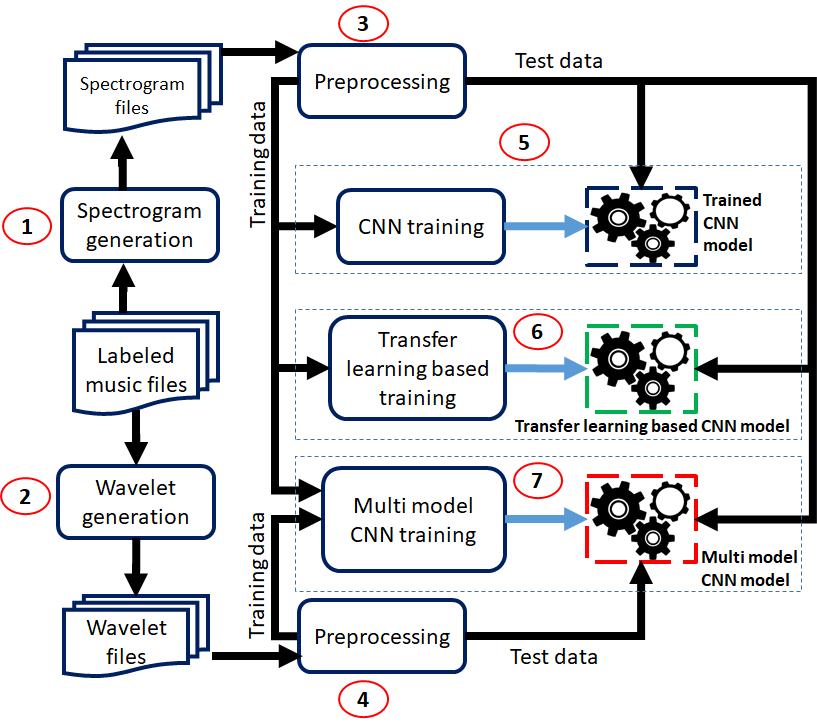 3
Spectrogram
files
Preprocessing
Test data
Training data
5
1
Spectrogram
generation
CNN training
Trained
CNN
model
Labeled
music files
Transfer
learning based
training
6
Transfer learning based CNN model
2
Wavelet
generation
Multi model
CNN training
7
Multi model
CNN model
Training data
Wavelet
files
Preprocessing
Test data
4